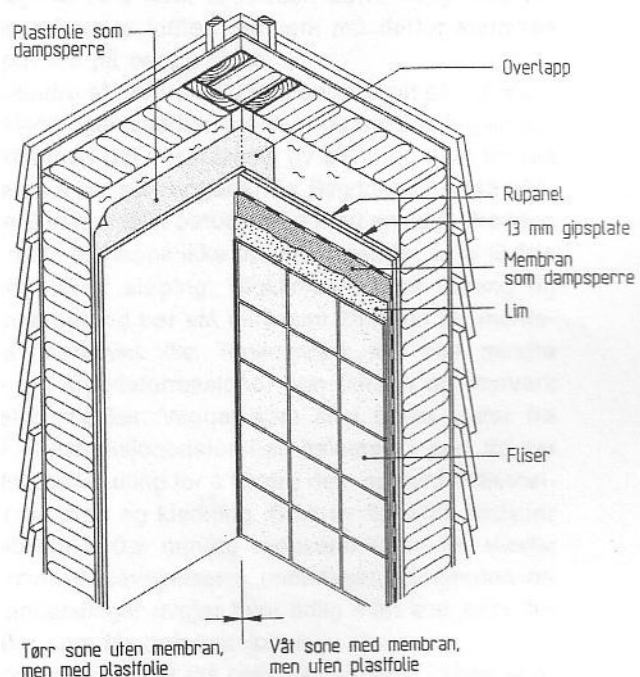 Plastfolie som
dampsperre
Overlapp
Rupanel
13 mm gipsplate
Membran
som dampsperre
Lim
Fliser
Tørr sone uten membran,
men med plastfolie
Våt sone med membran,
men uten plastfolie